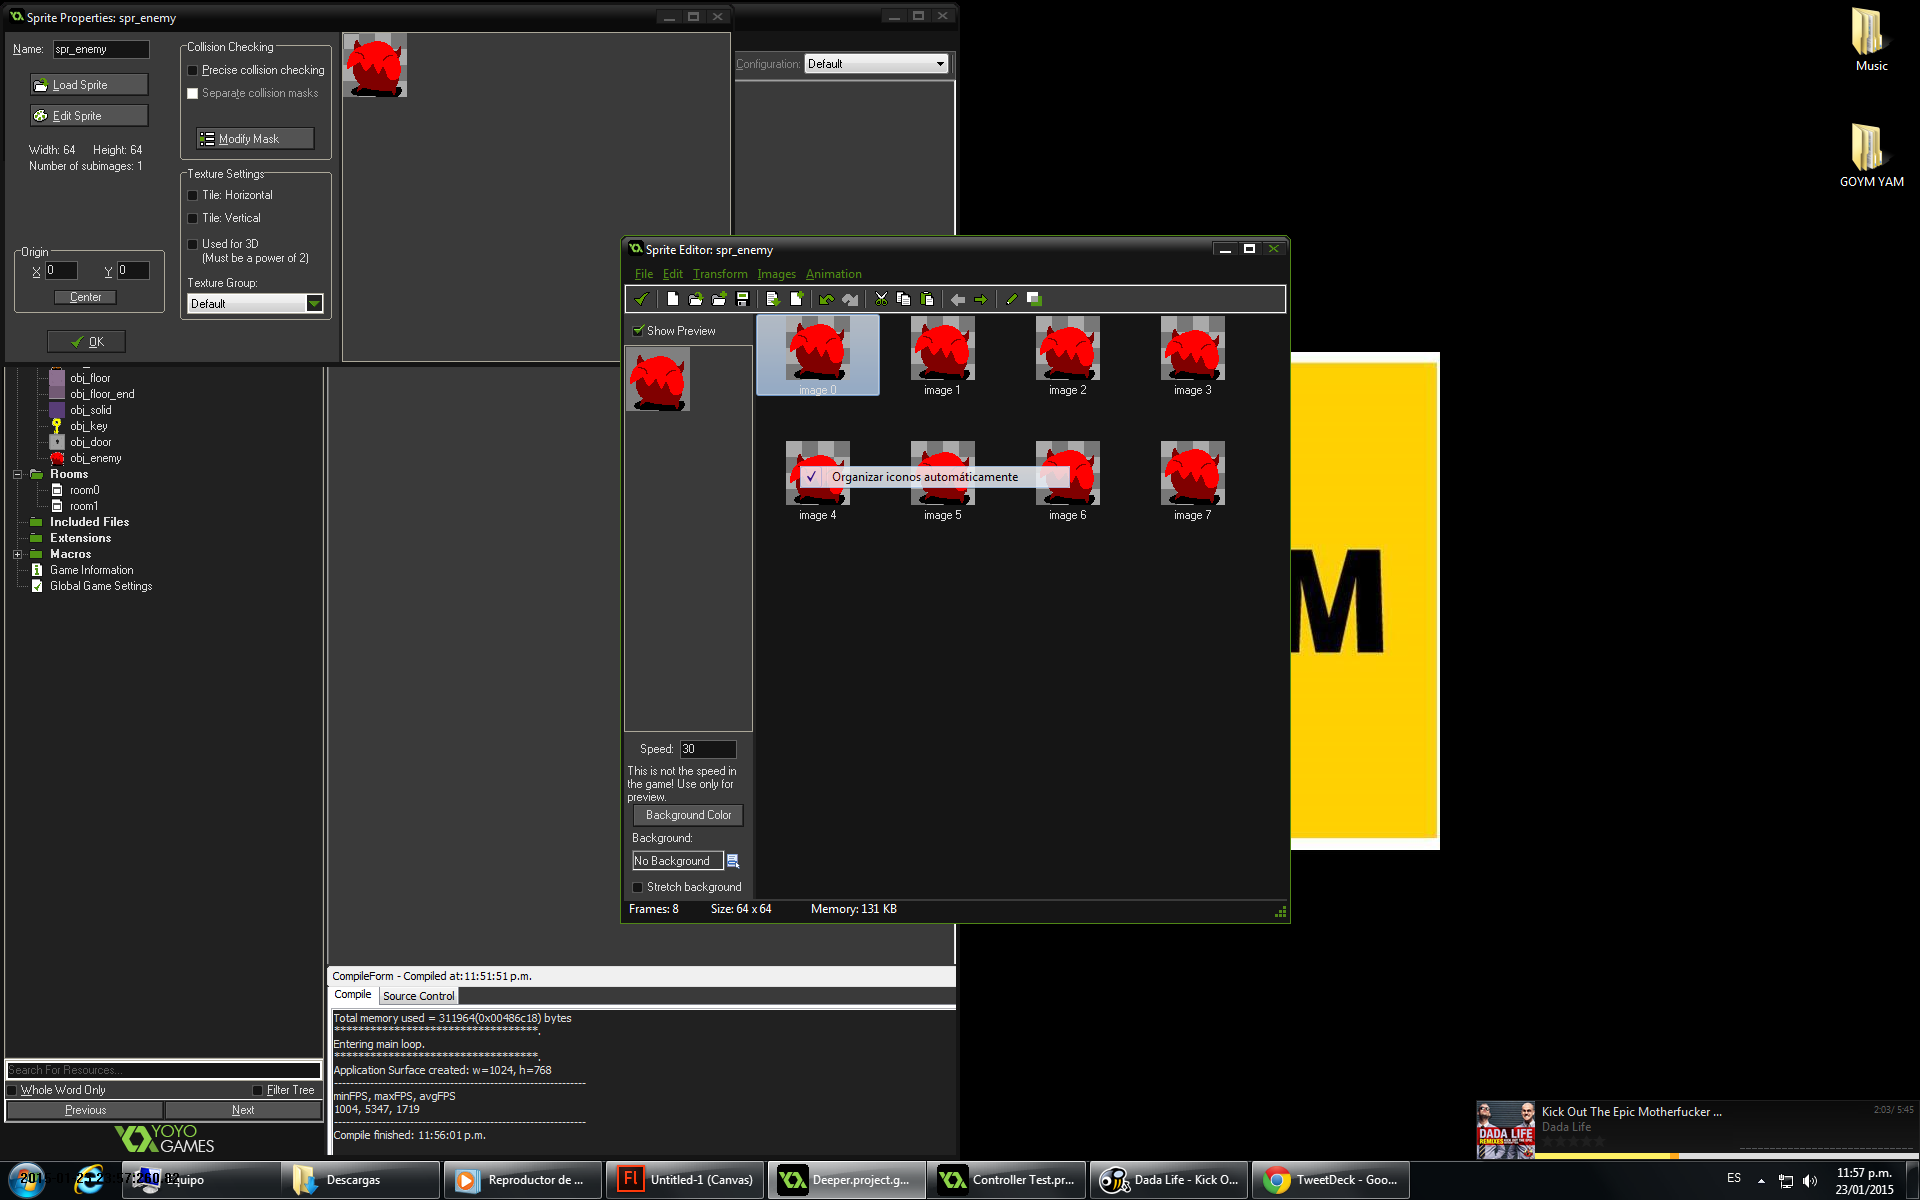 Sprite Properties: spr_enemy
Name: spr_enemy
Load Sprite
Edit Sprite
Width: 64 Height: 64
Number of subimages: 1
Collision Checking
Precise collision checking
Separate collision masks
Modify Mask
Texture Settings
Tile: Horizontal
Tile: Vertical
Used for 3D
(Must be a power of 2)
Texture Group:
Default
Origin
X 0 Y 0
Center
OK
Configuration: Default
Music
GOYM YAM
obj_floor
obj_floor_end
obj_solid
obj_key
obj_door
obj_enemy
Rooms
room0
room1
Included Files
Extensions
Macros
Game Information
Global Game Settings
Sprite Editor: spr_enemy
File Edit Transform Images Animation
Show Preview
image 0 image 1 image 2 image 3
Organizar iconos automáticamente
image 4 image 5 image 6 image 7
Speed: 30
This is not the speed in
the game! Use only for
preview.
Background Color
Background:
No Background
Stretch background
Frames: 8 Size: 64 x 64 Memory: 131 KB
M
CompileForm - Compiled at: 11:51:51 p.m.
Compile Source Control
Total memory used = 311964(0x00486c18) bytes
**********************************.
Entering main loop.
**********************************.
Application Surface created: w=1024, h=768
---------------------------------------------------------------
minFPS, maxFPS, avgFPS
1004, 5347, 1719
---------------------------------------------------------------
Compile finished: 11:56:01 p.m.
Search For Resources...
Whole Word Only Filter Tree
Previous Next
YOYO
GAMES
Kick Out The Epic Motherfucker ...
2:03/ 5:45
Dada Life
DADA LIFE
Descargas
Reproductor de ...
Untitled-1 (Canvas)
Deeper.project.g...
Controller Test.pr...
Dada Life - Kick O...
TweetDeck - Goo...
ES
11:57 p.m.
23/01/2015